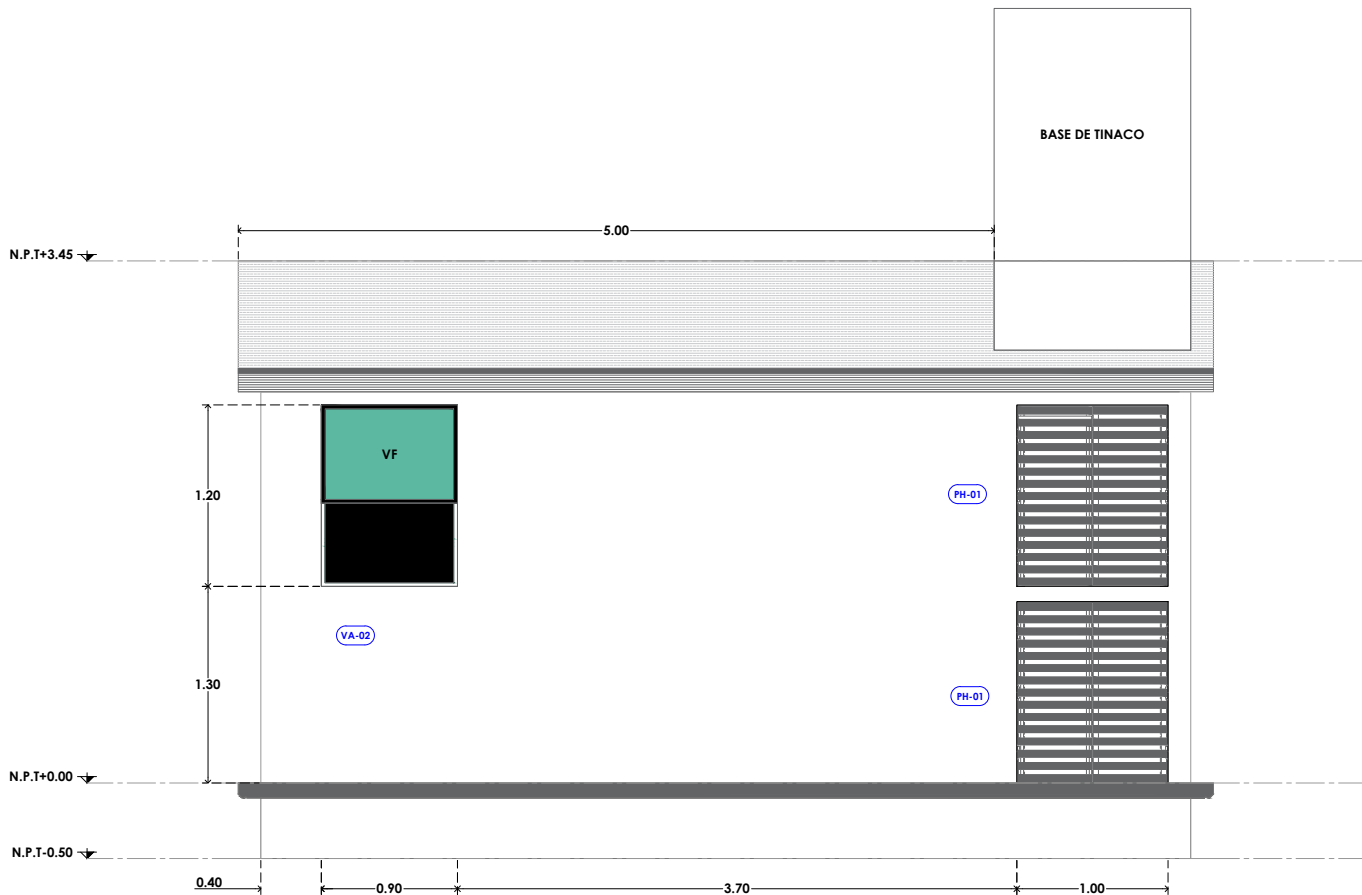 BASE DE TINACO
5.00
N.P.T+3.45
VF
1.20
PH-01
VA-02
1.30
PH-01
N.P.T+0.00
N.P.T-0.50
0.40
0.90
3.70
1.00